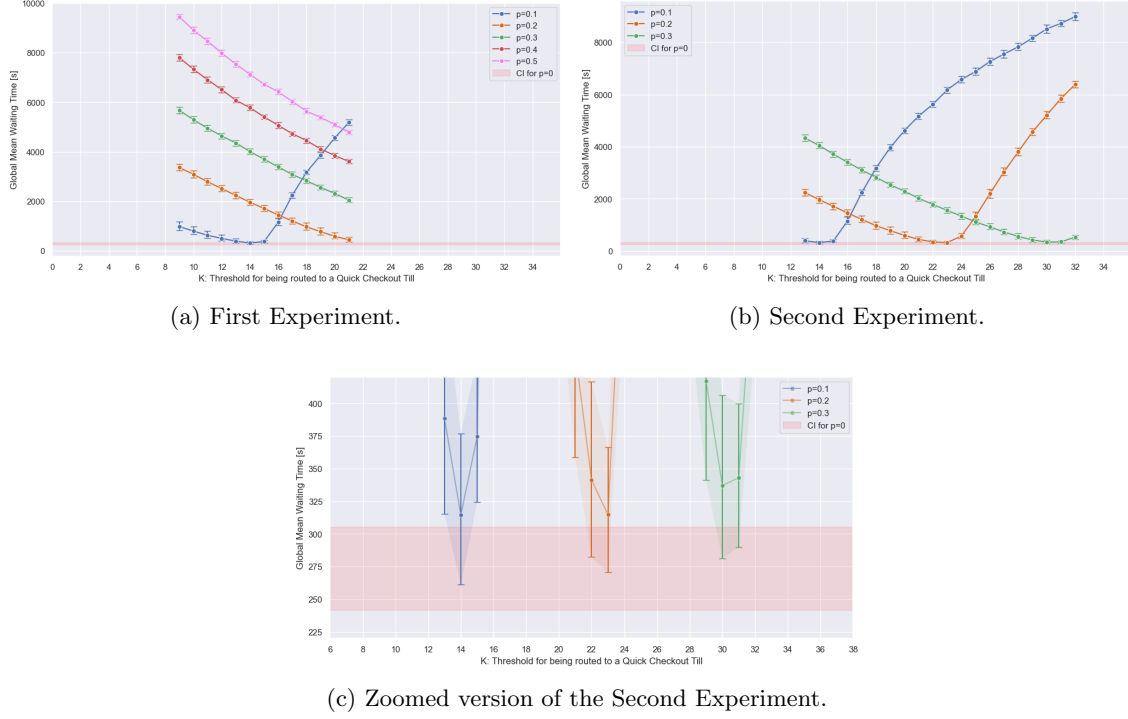 10000
8000
6000
4000
2000
0
Global Mean Waiting Time [s]
p=0.1
p=0.2
p=0.3
p=0.4
p=0.5
CI for p=0
0 2 4 6 8 10 12 14 16 18 20 22 24 26 28 30 32 34
K: Threshold for being routed to a Quick Checkout Till
(a) First Experiment.
8000
6000
4000
2000
0
Global Mean Waiting Time [s]
p=0.1
p=0.2
p=0.3
CI for p=0
0 2 4 6 8 10 12 14 16 18 20 22 24 26 28 30 32 34
K: Threshold for being routed to a Quick Checkout Till
(b) Second Experiment.
400
375
350
325
300
275
250
225
Global Mean Waiting Time [s]
p=0.1
p=0.2
p=0.3
CI for p=0
6 8 10 12 14 16 18 20 22 24 26 28 30 32 34 36 38
K: Threshold for being routed to a Quick Checkout Till
(c) Zoomed version of the Second Experiment.